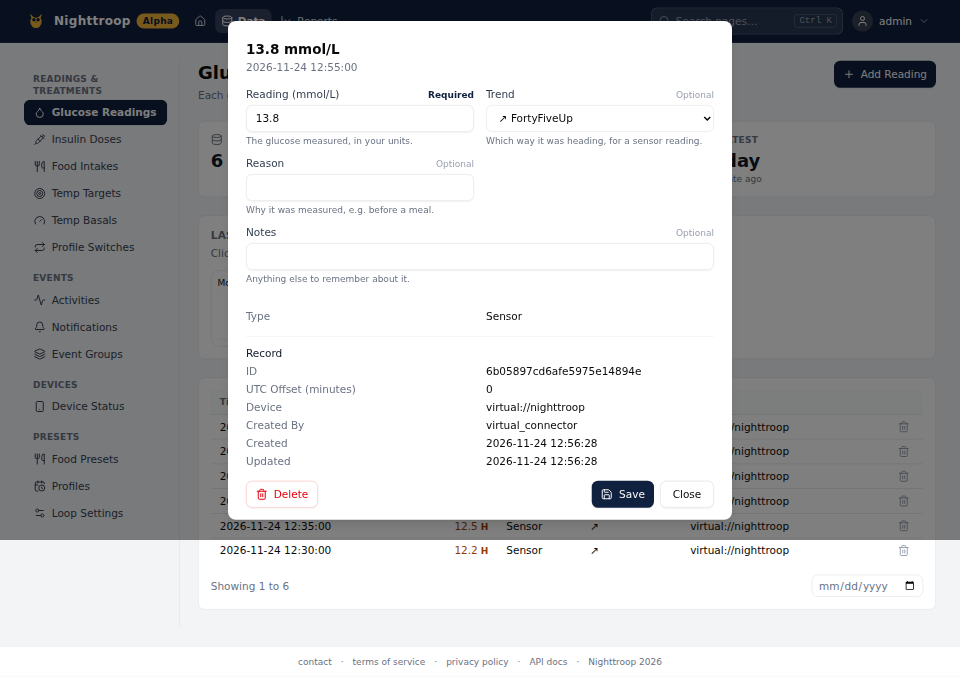 Nighttroop Alpha Data Reports Search pages... Ctrl K admin
READINGS & TREATMENTS
Glucose Readings
Insulin Doses
Food Intakes
Temp Targets
Temp Basals
Profile Switches
EVENTS
Activities
Notifications
Event Groups
DEVICES
Device Status
PRESETS
Food Presets
Profiles
Loop Settings
Add Reading
Each
6
ago
13.8 mmol/L
2026-11-24 12:55:00
Reading (mmol/L) Required
13.8
The glucose measured, in your units.
Trend Optional
↗ FortyFiveUp
Which way it was heading, for a sensor reading.
Reason Optional
Why it was measured, e.g. before a meal.
Notes Optional
Anything else to remember about it.
Type Sensor
Record
ID 6b05897cd6afe5975e14894e
UTC Offset (minutes) 0
Device virtual://nighttroop
Created By virtual_connector
Created 2026-11-24 12:56:28
Updated 2026-11-24 12:56:28
Delete Save Close
2026-11-24 12:35:00 12.5 H Sensor ↗ virtual://nighttroop
2026-11-24 12:30:00 12.2 H Sensor ↗ virtual://nighttroop
Showing 1 to 6 mm/dd/yyyy
contact · terms of service · privacy policy · API docs · Nighttroop 2026